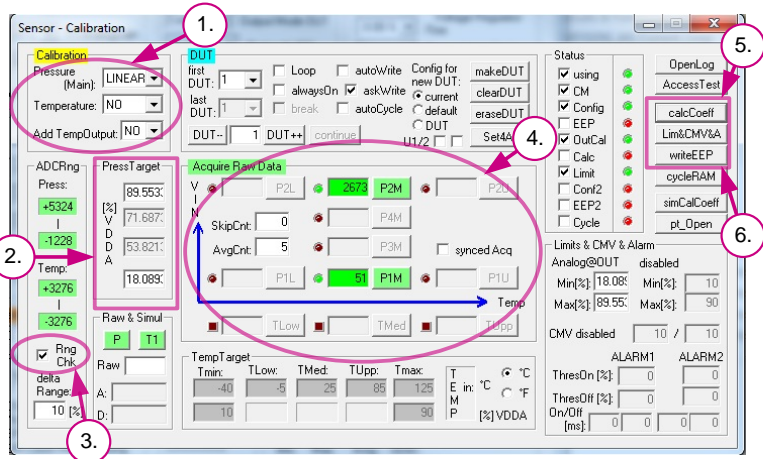 Sensor - Calibration
1.
Calibration
Pressure
(Main): LINEAR
Temperature: NO
Add TempOutput: NO
DUT
first
DUT: 1
last
DUT: 1
Loop
autoWrite
alwaysOn
askWrite
break
autoCycle
DUT-- 1 DUT++ continue
Config for
new DUT:
current
default
DUT
U1/2
makeDUT
clearDUT
eraseDUT
Set4A
Status
using
CM
Config
EEP
OutCal
Calc
Limit
Conf2
EEP2
Cycle
5.
OpenLog
AccessTest
calcCoeff
Lim&CMV&A
writeEEP
cycleRAM
simCalCoeff
pt_Open
6.
ADCRng
Press:
+5324
|
-1228
Temp:
+3276
|
-3276
Rng
Chk
delta
Range:
10 [%]
3.
2.
PressTarget
[%]
V
D
D
A
89.553
71.687
53.821
18.089
Raw & Simul
P T1
Raw
A:
D:
4.
Acquire Raw Data
V
I
N
P2L 2673 P2M P2U
SkipCnt: 0 P4M
AvgCnt: 5 P3M synced Acq
P1L 51 P1M P1U
Temp
TLow TMed TUpp
TempTarget
Tmin: TLow: TMed: TUpp: Tmax:
-40 -5 25 85 125
10 90
T
E
M
P
in: °C
°C
°F
[%] VDDA
Limits & CMV & Alarm
Analog@OUT disabled
Min[%]: 18.089 Min[%]: 10
Max[%]: 89.55 Max[%]: 90
CMV disabled 10 / 10
ALARM1 ALARM2
ThresOn [%]: 0 0
ThresOff [%]: 0 0
On/Off
[ms]: 0 0 0 0